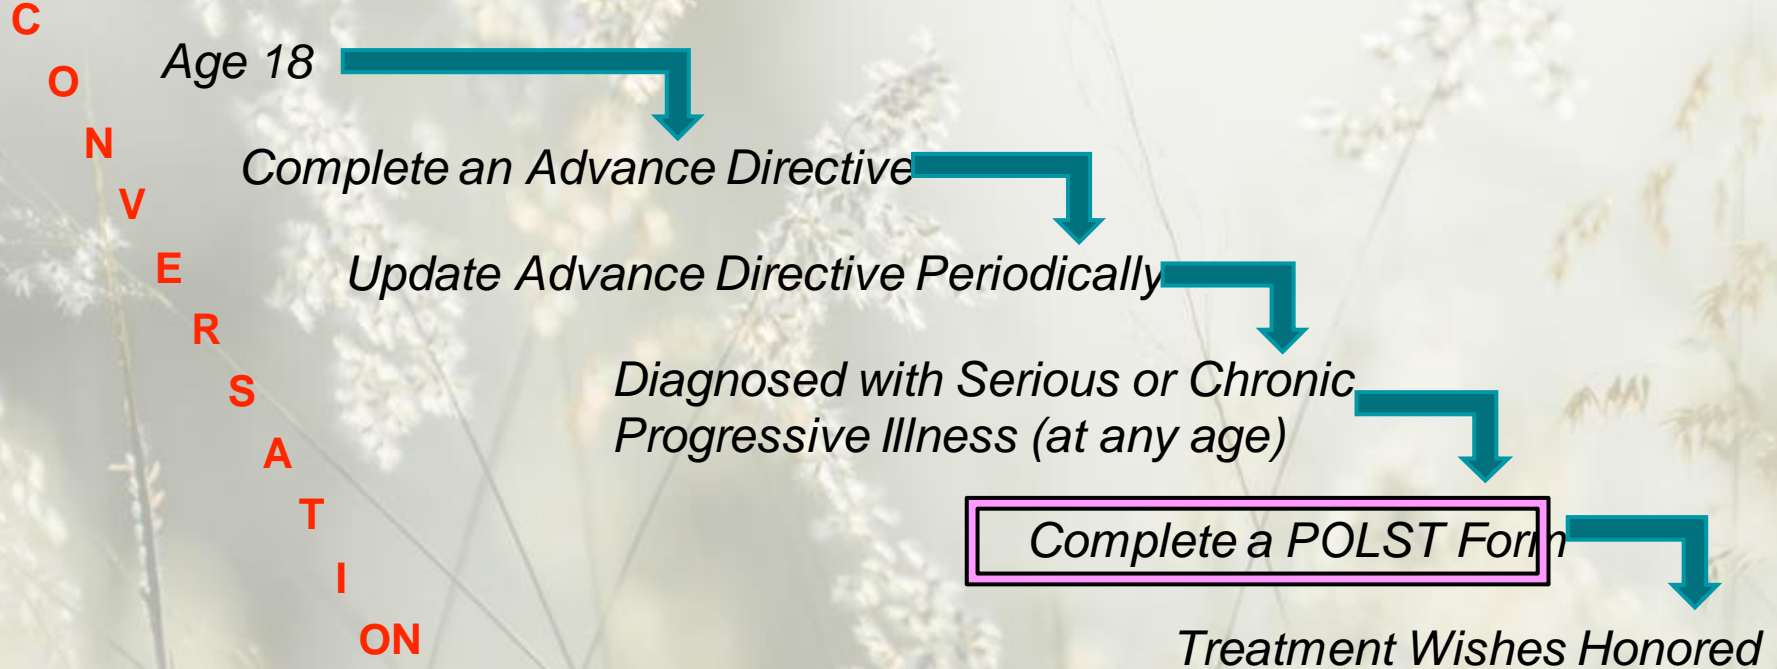 CONVERSATION
Age 18
Complete an Advance Directive
Update Advance Directive Periodically
Diagnosed with Serious or Chronic
Progressive Illness (at any age)
Complete a POLST Form
Treatment Wishes Honored